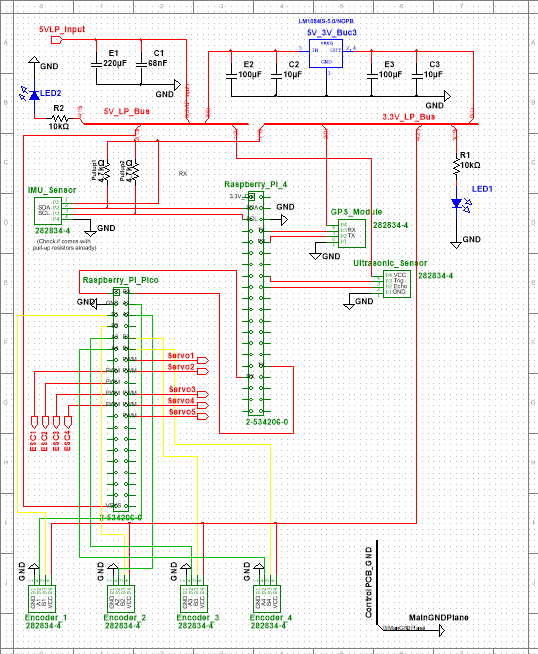 LM1084IS-5.0/NOPB
5VLP_input
5V_3V_Buc3
E1
220µF
C1
68nF
VREG
IN
OUT
GND
E2
100µF
C2
10µF
E3
100µF
C3
10µF
GND
GND
GND
LED2
R2
10kΩ
5V_LP_Bus
3.3V_LP_Bus
R1
10kΩ
LED1
GND
Pullup1
4.7kΩ
Pullup2
4.7kΩ
RX
IMU_Sensor
SDA
SCL
282834-4
(Check if comes with
pull-up resistors already)
GND
Raspberry_PI_4
GND
GPS_Module
282834-4
RX
TX
GND
Ultrasonic_Sensor
282834-4
VCC
Trig
Echo
GND
GND
Raspberry_PI_Pico
GND
Servo1
Servo2
Servo3
Servo4
Servo5
2-534206-0
ESC1
ESC2
ESC3
ESC4
2-534206-0
GND
GND
GND
GND
Encoder_1
282834-4
Encoder_2
282834-4
Encoder_3
282834-4
Encoder_4
282834-4
ControlPCB_GND
MainGNDPlane